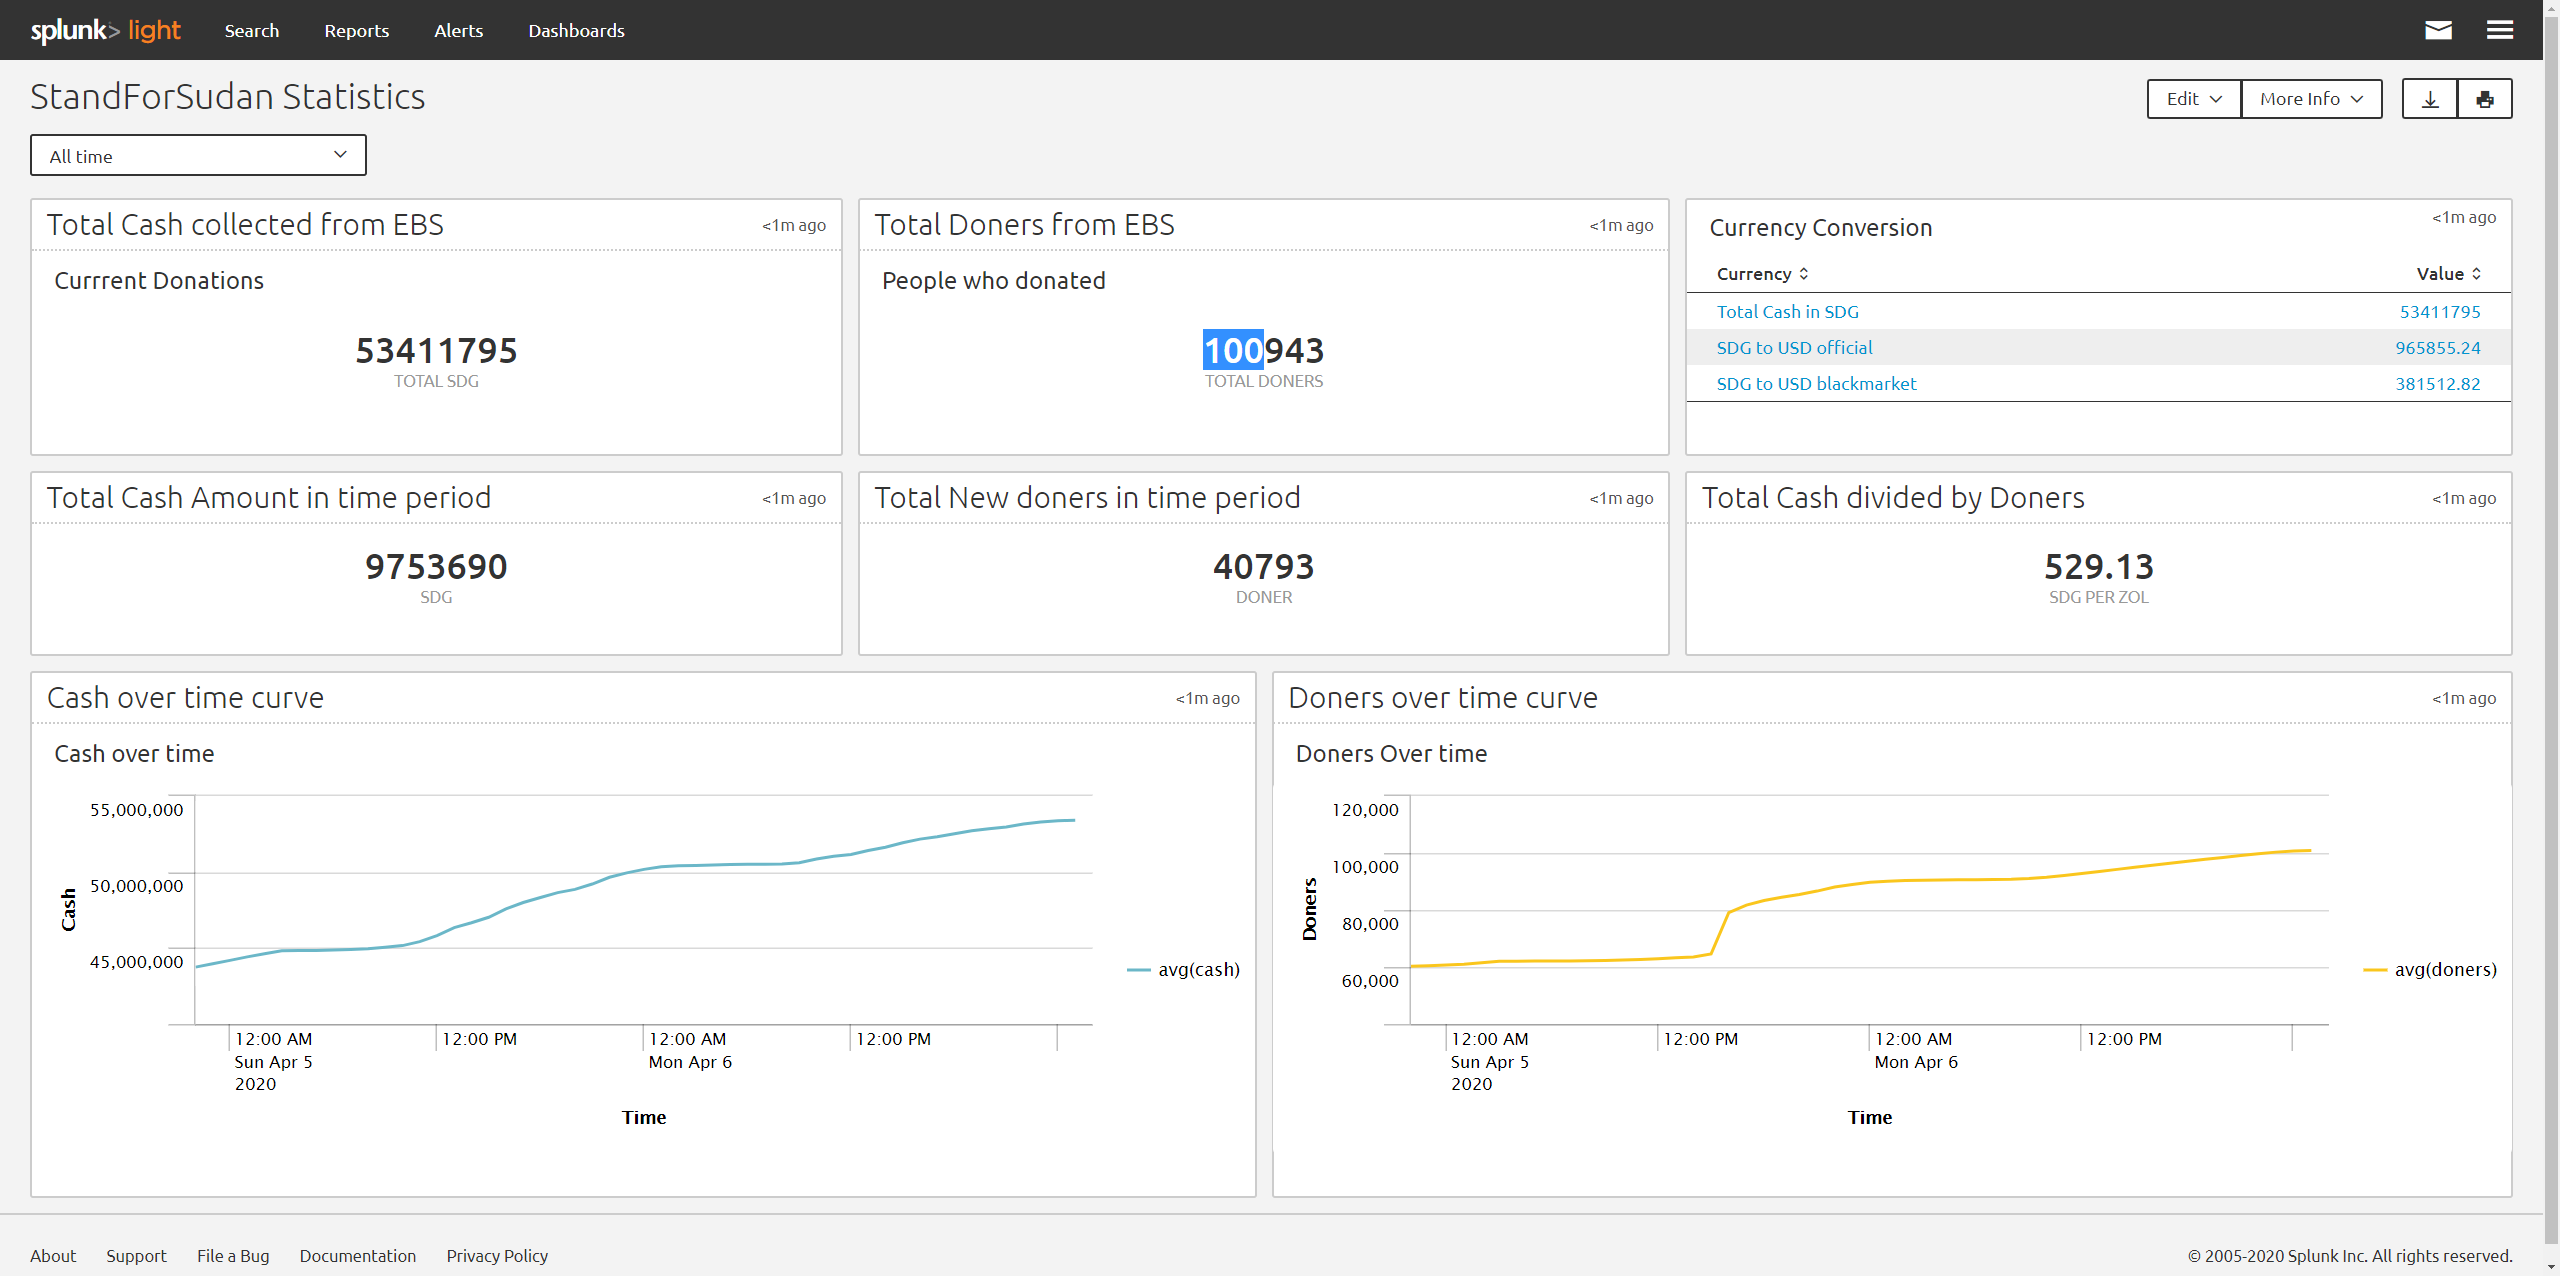 splunk> light Search Reports Alerts Dashboards
StandForSudan Statistics
Edit More Info
All time
Total Cash collected from EBS <1m ago
Currrent Donations
53411795
TOTAL SDG
Total Doners from EBS <1m ago
People who donated
100943
TOTAL DONERS
<1m ago
Currency Conversion
Currency Value
Total Cash in SDG 53411795
SDG to USD official 965855.24
SDG to USD blackmarket 381512.82
Total Cash Amount in time period <1m ago
9753690
SDG
Total New doners in time period <1m ago
40793
DONER
Total Cash divided by Doners <1m ago
529.13
SDG PER ZOL
Cash over time curve <1m ago
Cash over time
55,000,000
50,000,000
45,000,000
Cash
avg(cash)
12:00 AM 12:00 PM 12:00 AM 12:00 PM
Sun Apr 5 Mon Apr 6
2020
Time
Doners over time curve <1m ago
Doners Over time
120,000
100,000
80,000
60,000
Doners
avg(doners)
12:00 AM 12:00 PM 12:00 AM 12:00 PM
Sun Apr 5 Mon Apr 6
2020
Time
About Support File a Bug Documentation Privacy Policy © 2005-2020 Splunk Inc. All rights reserved.